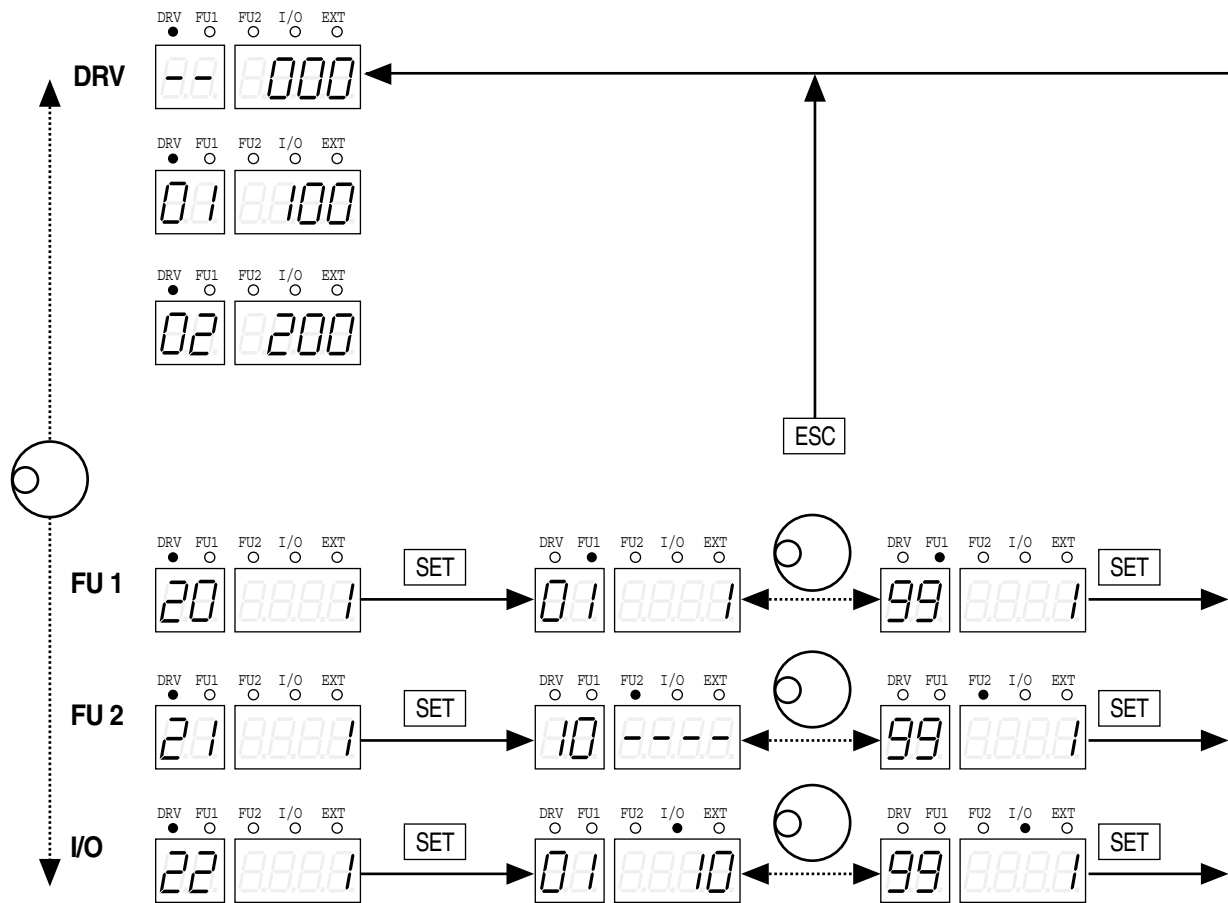 DRV FU1 FU2 I/O EXT
DRV -- 000
DRV FU1 FU2 I/O EXT
01 100
DRV FU1 FU2 I/O EXT
02 200
ESC
DRV FU1 FU2 I/O EXT DRV FU1 FU2 I/O EXT DRV FU1 FU2 I/O EXT
FU 1 20 1 SET 01 1 99 1 SET
DRV FU1 FU2 I/O EXT DRV FU1 FU2 I/O EXT DRV FU1 FU2 I/O EXT
FU 2 21 1 SET 10 ---- 99 1 SET
DRV FU1 FU2 I/O EXT DRV FU1 FU2 I/O EXT DRV FU1 FU2 I/O EXT
I/O 22 1 SET 01 10 99 1 SET